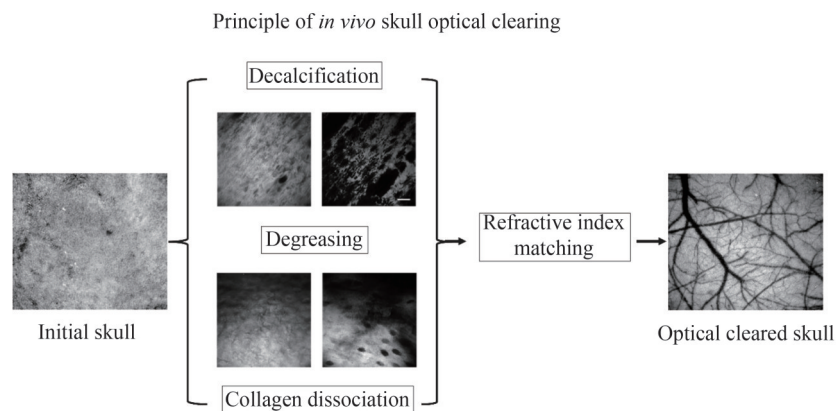 Principle of in vivo skull optical clearing
Decalcification
Degreasing
Collagen dissociation
Initial skull
Refractive index
matching
Optical cleared skull